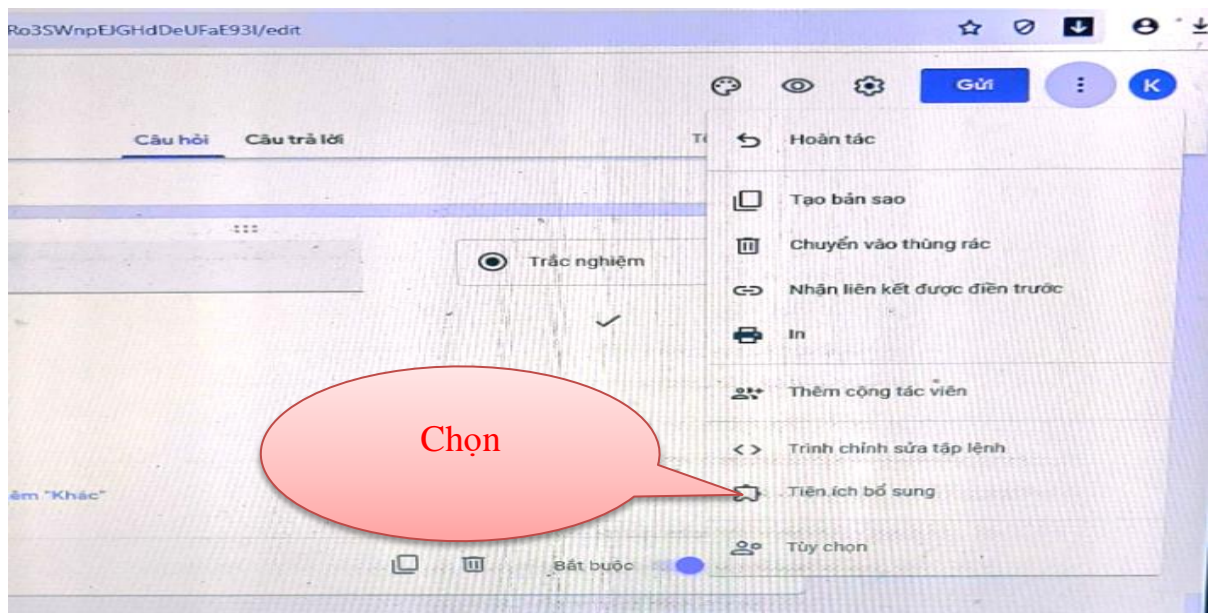 Ro3SWnpEJGHdDeUFaE93I/edit
Gửi
K
Câu hỏi
Câu trả lời
Hoàn tác
Tạo bản sao
Chuyển vào thùng rác
Trắc nghiệm
Nhận liên kết được điền trước
In
Thêm cộng tác viên
Chọn
Trình chỉnh sửa tập lệnh
êm "Khác"
Tiện ích bổ sung
Tùy chọn
Bắt buộc